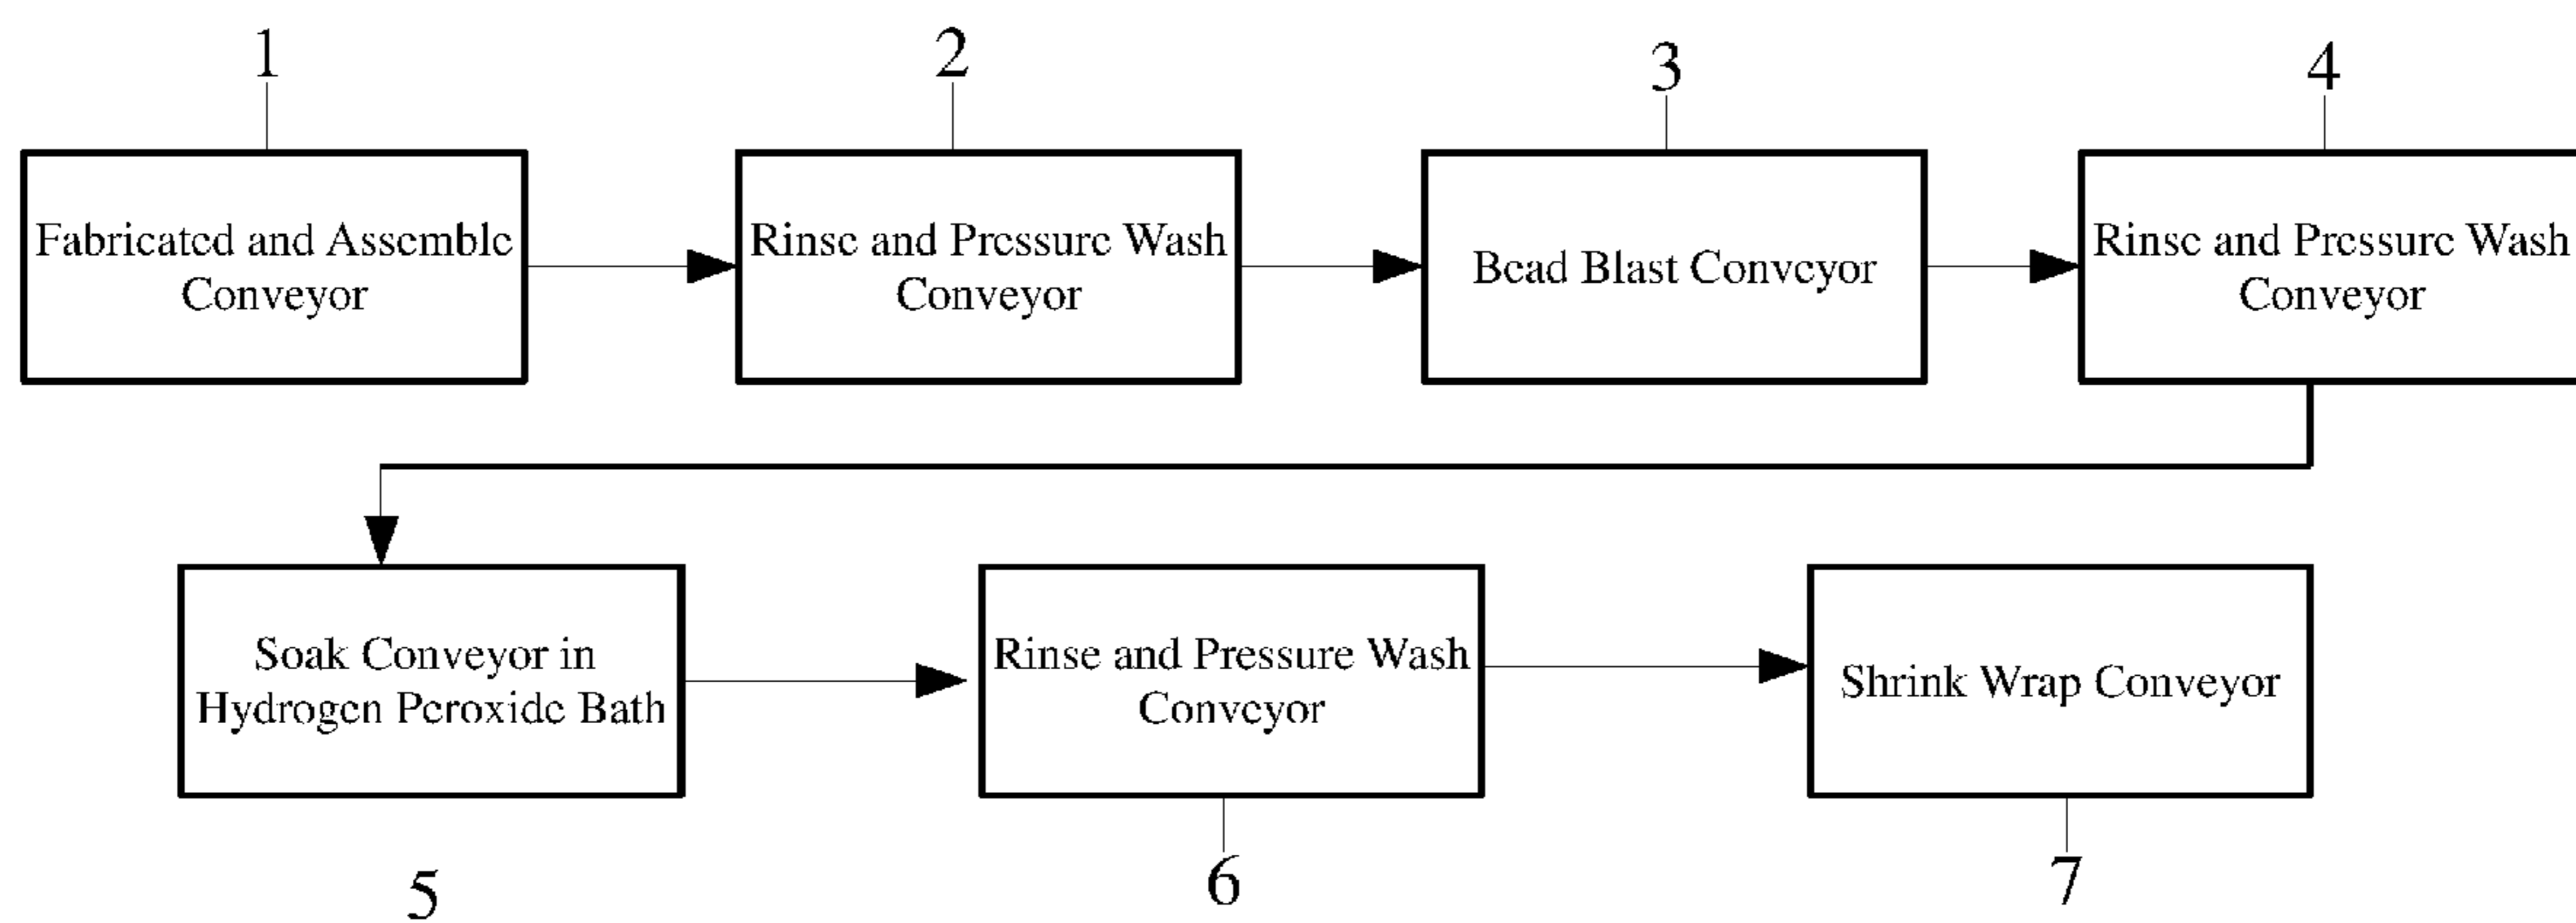 1
2
3
4
Fabricated and Assemble
Conveyor
Rinse and Pressure Wash
Conveyor
Bead Blast Conveyor
Rinse and Pressure Wash
Conveyor
Soak Conveyor in
Hydrogen Peroxide Bath
Rinse and Pressure Wash
Conveyor
Shrink Wrap Conveyor
5
6
7